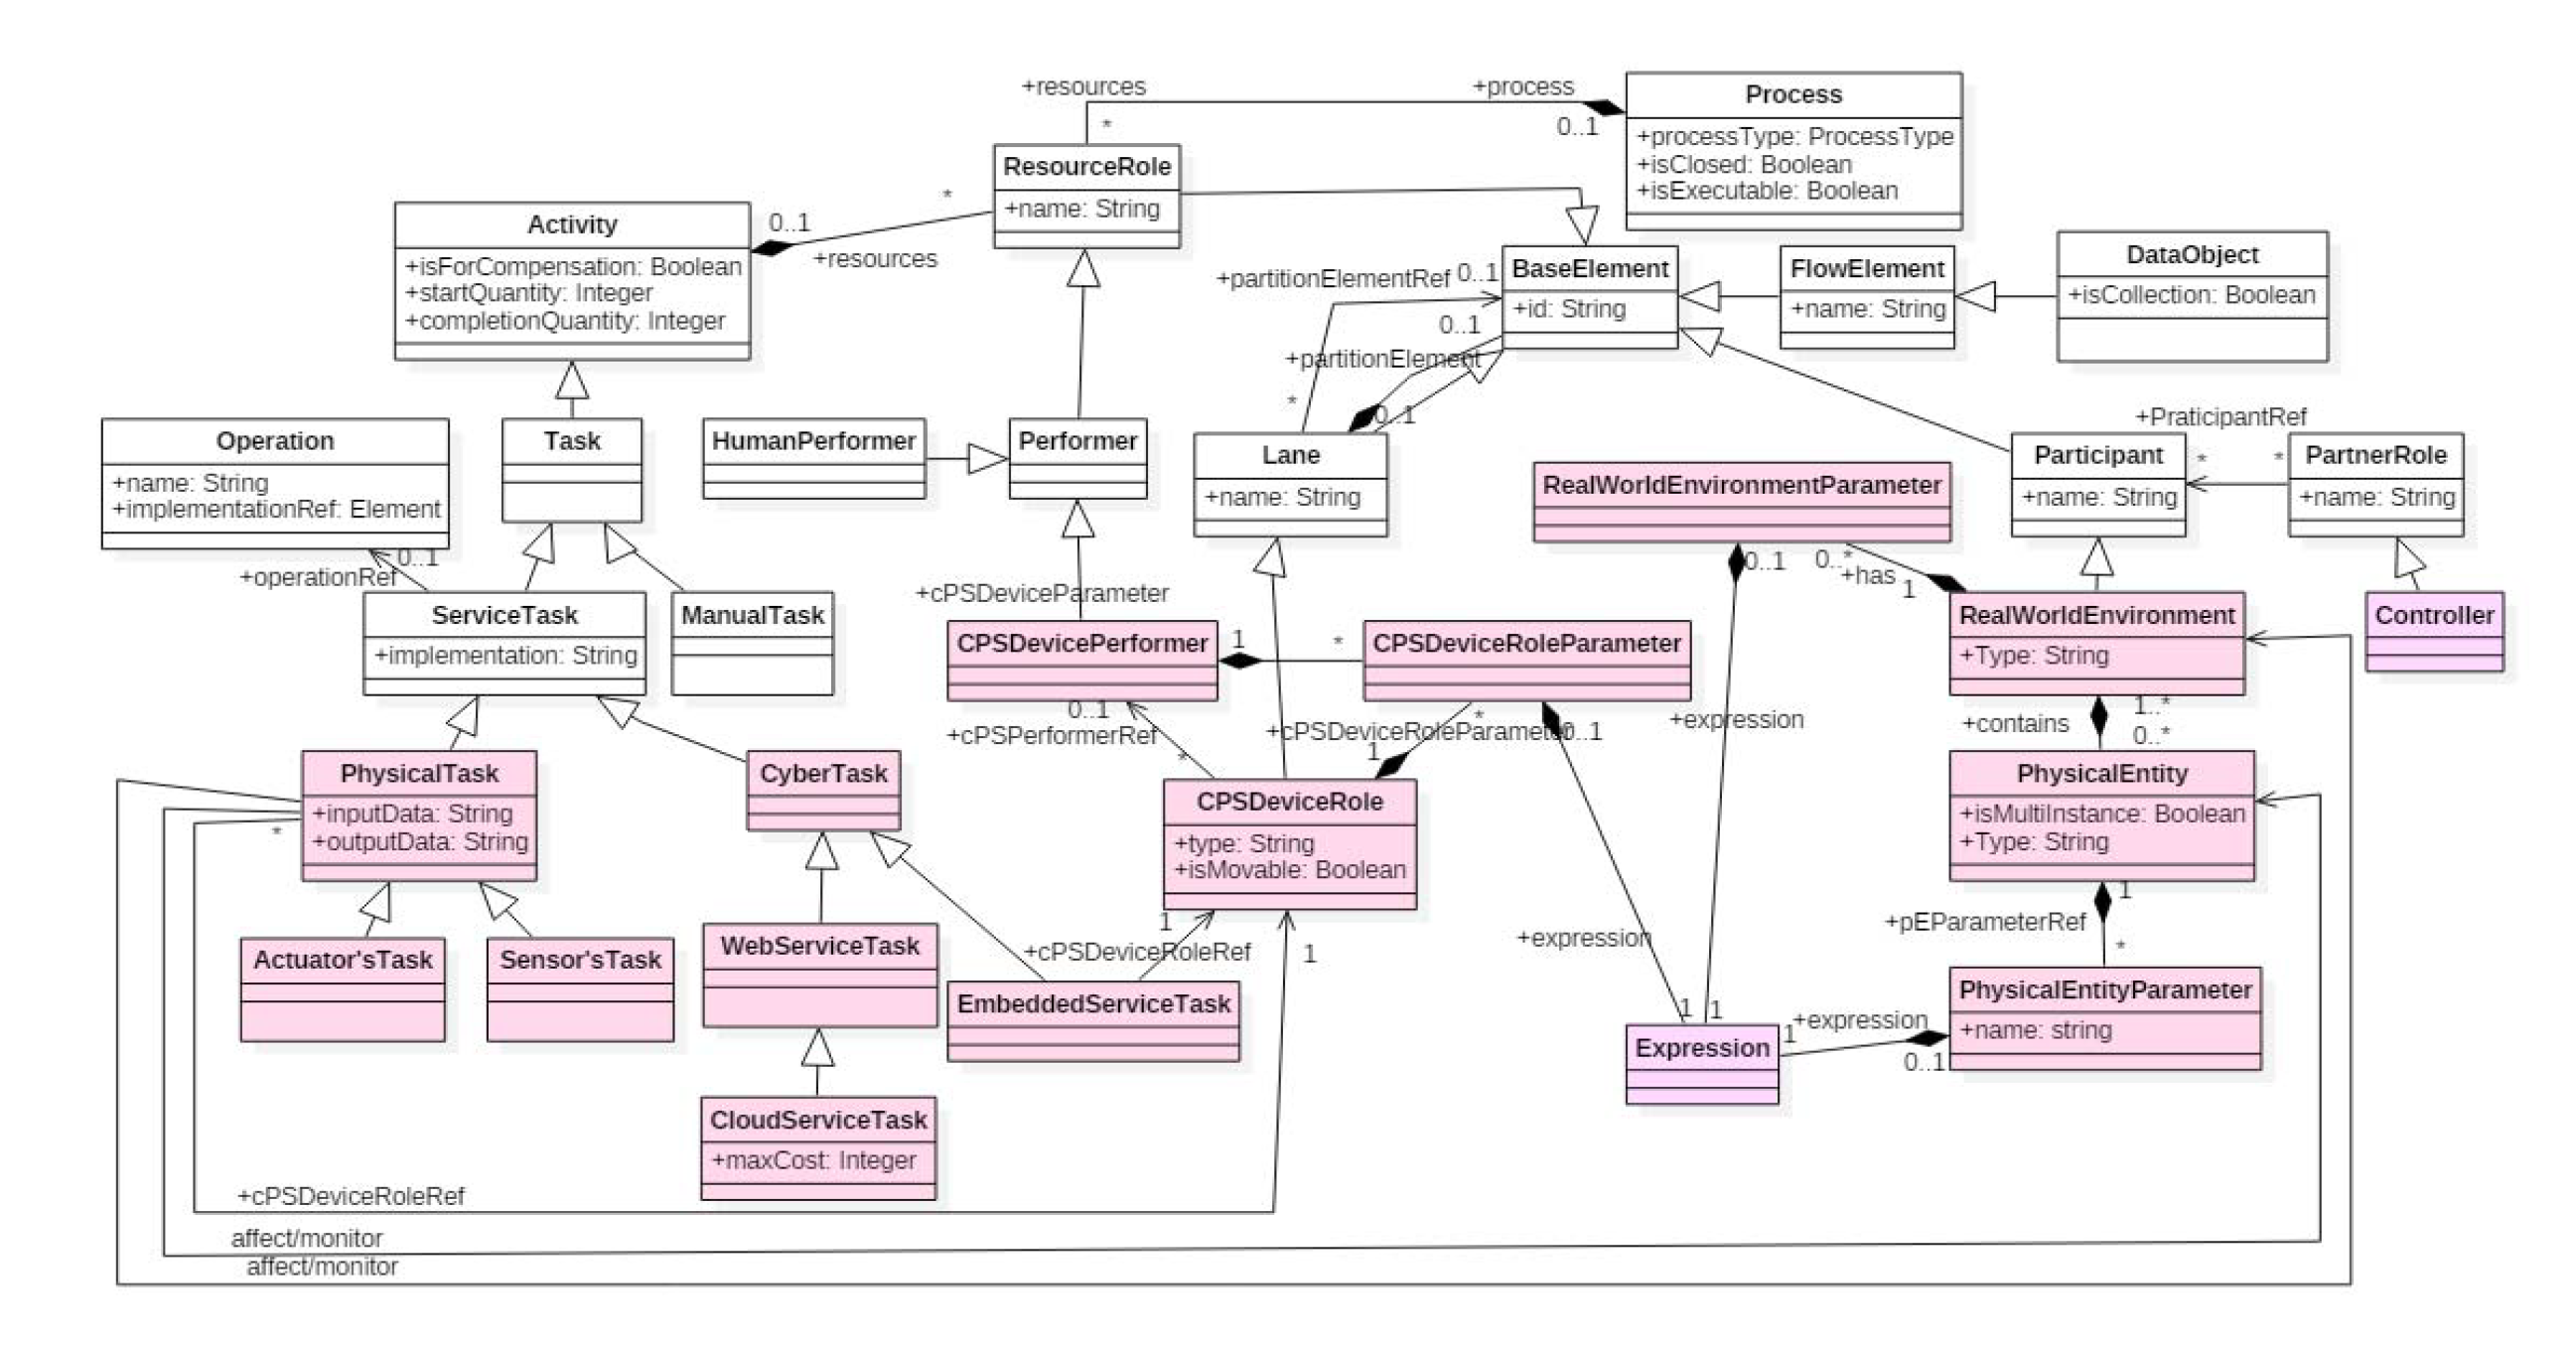 +resources
+process
*
0..1
Process
+processType: ProcessType
+isClosed: Boolean
+isExecutable: Boolean
ResourceRole
+name: String
*
0..1
+resources
Activity
+isForCompensation: Boolean
+startQuantity: Integer
+completionQuantity: Integer
+partitionElementRef
0..1
0..1
+partitionElement
*
0..1
BaseElement
+id: String
FlowElement
+name: String
DataObject
+isCollection: Boolean
Operation
+name: String
+implementationRef: Element
Task
HumanPerformer
Performer
Lane
+name: String
RealWorldEnvironmentParameter
+PraticipantRef
Participant
+name: String
*
*
PartnerRole
+name: String
0..1
+operationRef
ServiceTask
+implementation: String
ManualTask
+cPSDeviceParameter
CPSDevicePerformer
1
*
CPSDeviceRoleParameter
0..1
0..*
+has
1
RealWorldEnvironment
+Type: String
Controller
0..1
+cPSPerformerRef
*
+cPSDeviceRoleParameter
*
1
0..1
+expression
+contains
1..*
0..*
PhysicalTask
+inputData: String
+outputData: String
*
CyberTask
CPSDeviceRole
+type: String
+isMovable: Boolean
PhysicalEntity
+isMultiInstance: Boolean
+Type: String
1
+pEParameterRef
*
Actuator'sTask
Sensor'sTask
WebServiceTask
1
+cPSDeviceRoleRef
1
+expression
EmbeddedServiceTask
1
1
Expression
1
+expression
0..1
PhysicalEntityParameter
+name: string
CloudServiceTask
+maxCost: Integer
+cPSDeviceRoleRef
affect/monitor
affect/monitor